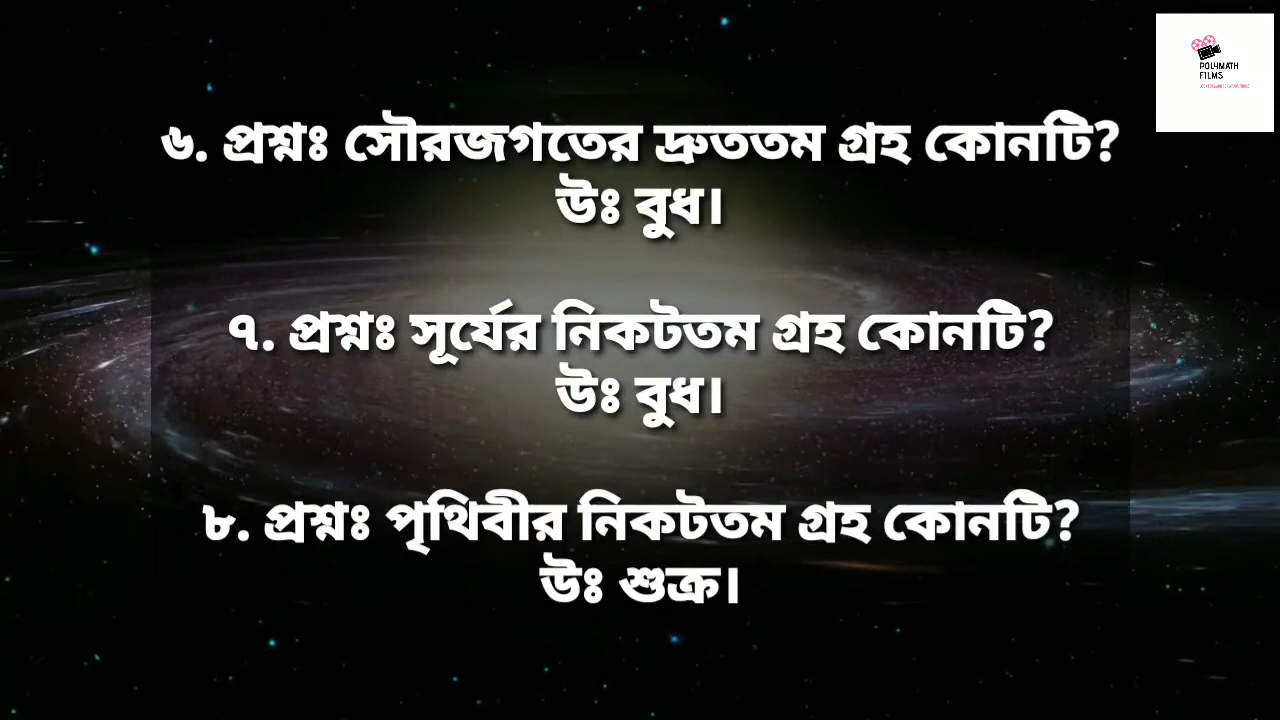 POLYMATH
FILMS
৬. প্রশ্নঃ সৌরজগতের দ্রুততম গ্রহ কোনটি?
উঃ বুধ।
৭. প্রশ্নঃ সূর্যের নিকটতম গ্রহ কোনটি?
উঃ বুধ।
৮. প্রশ্নঃ পৃথিবীর নিকটতম গ্রহ কোনটি?
উঃ শুক্র।